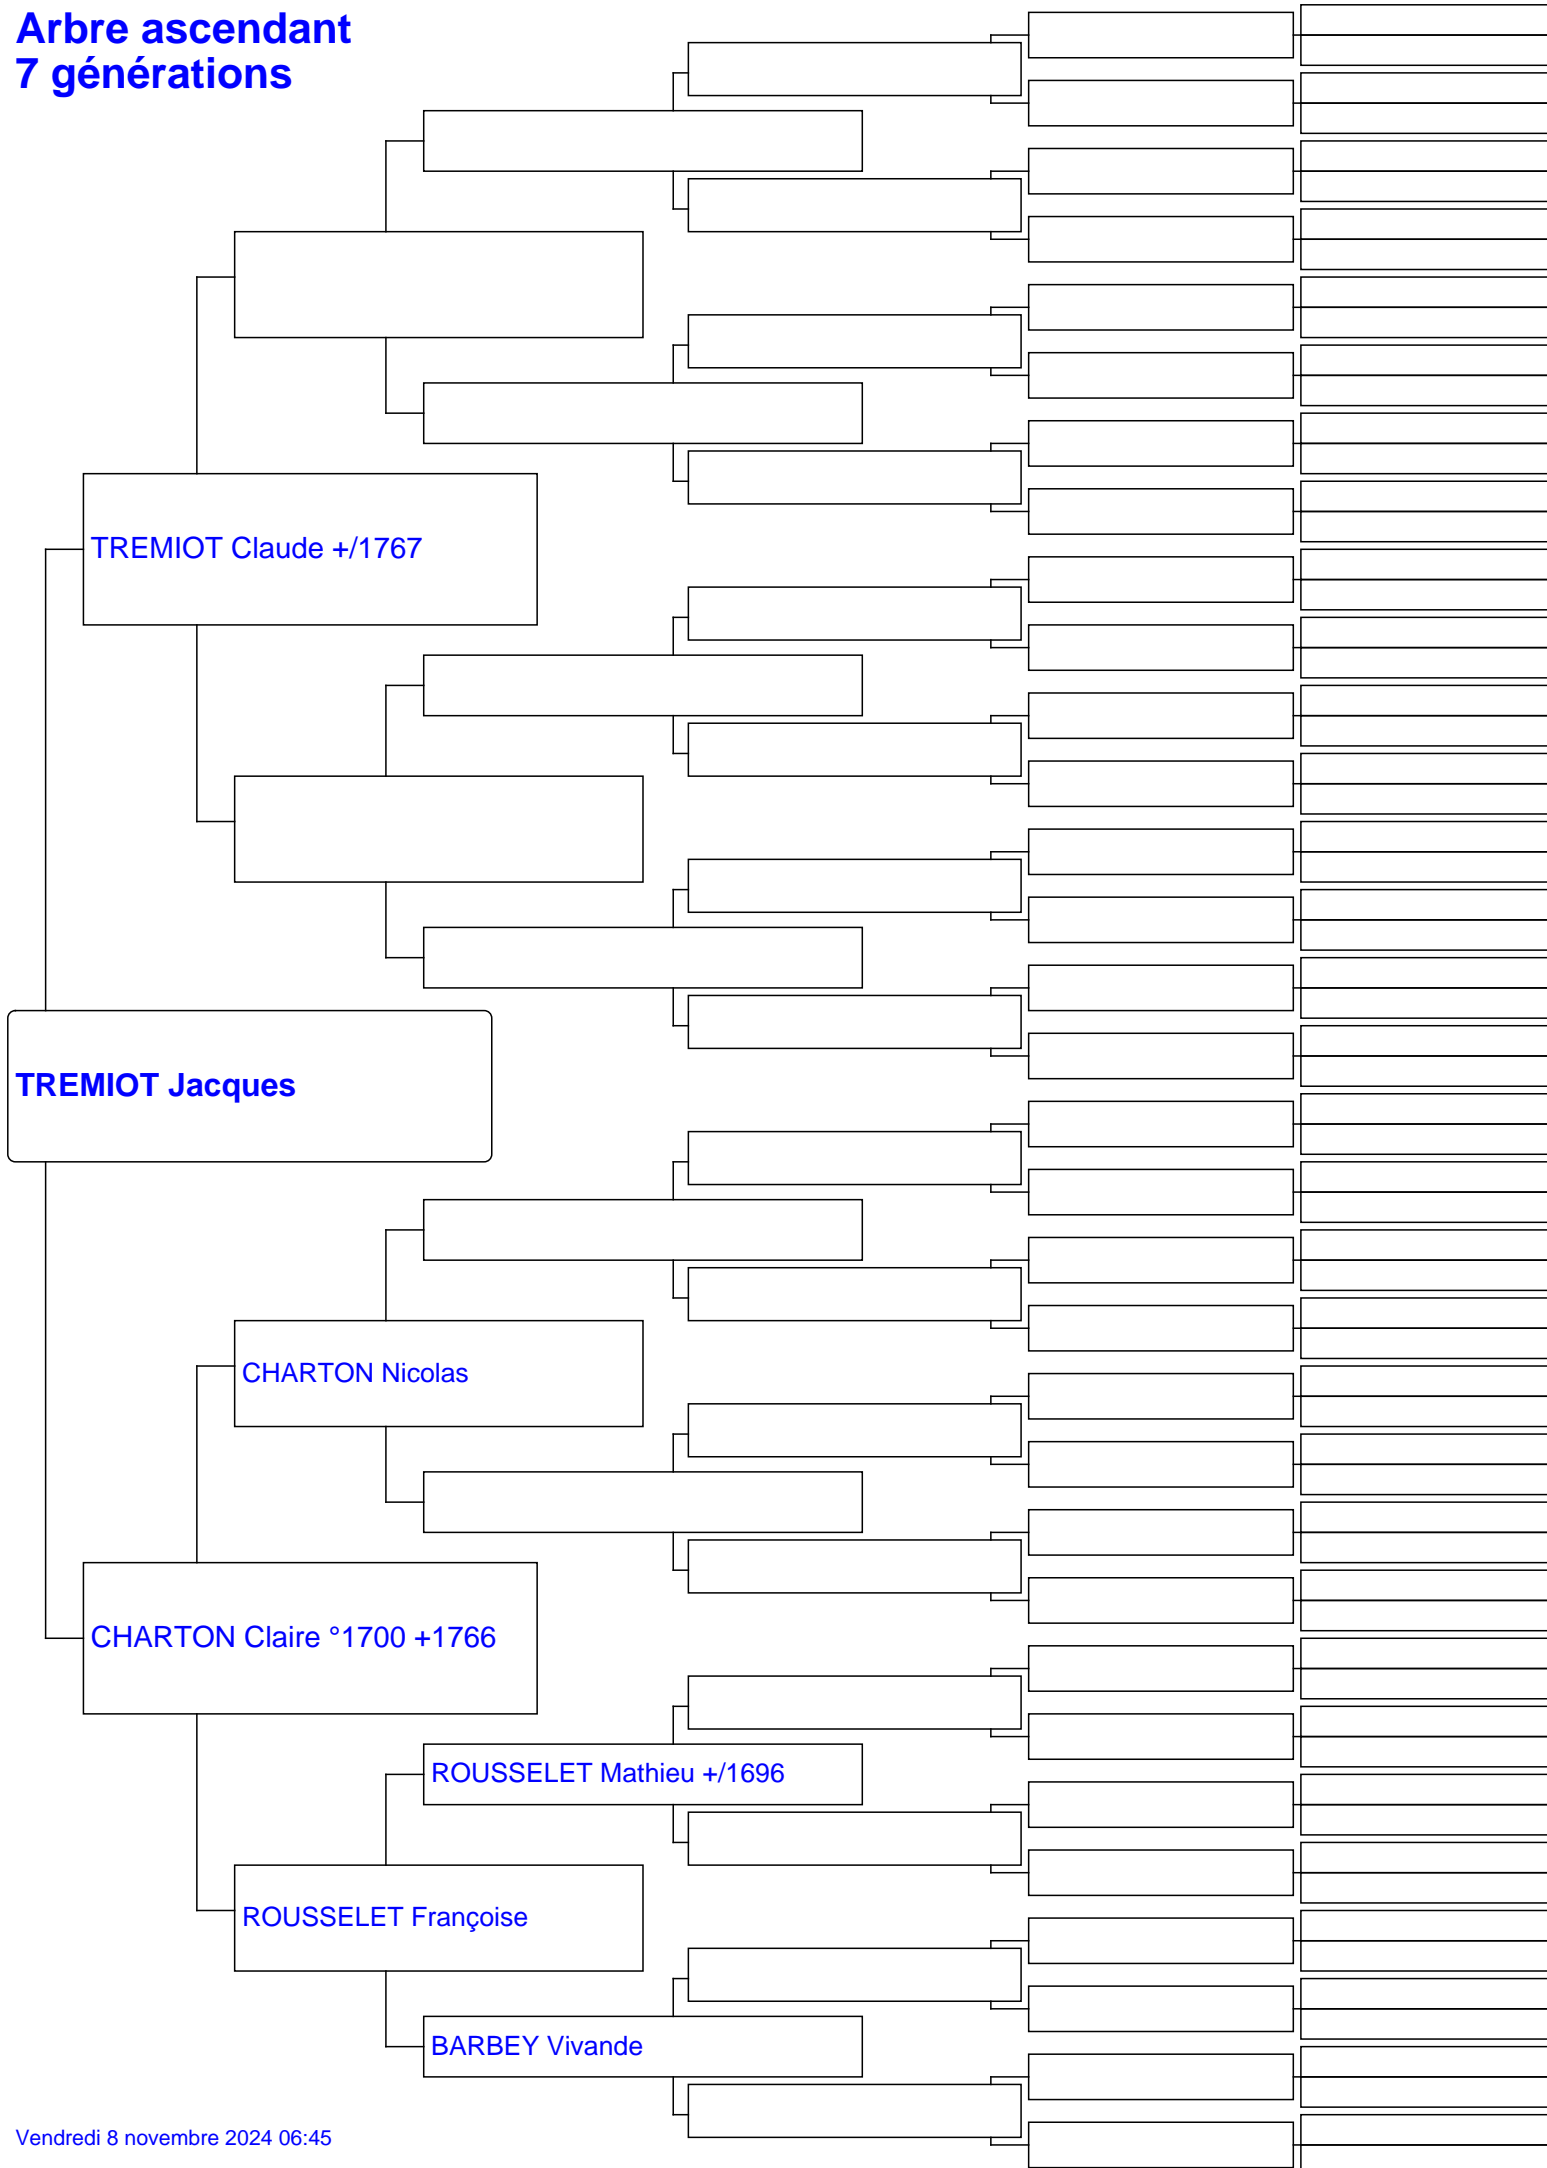 Arbre ascendant
7 générations
TREMIOT Claude +/1767
TREMIOT Jacques
CHARTON Nicolas
CHARTON Claire °1700 +1766
ROUSSELET Mathieu +/1696
ROUSSELET Françoise
BARBEY Vivande
Vendredi 8 novembre 2024 06:45